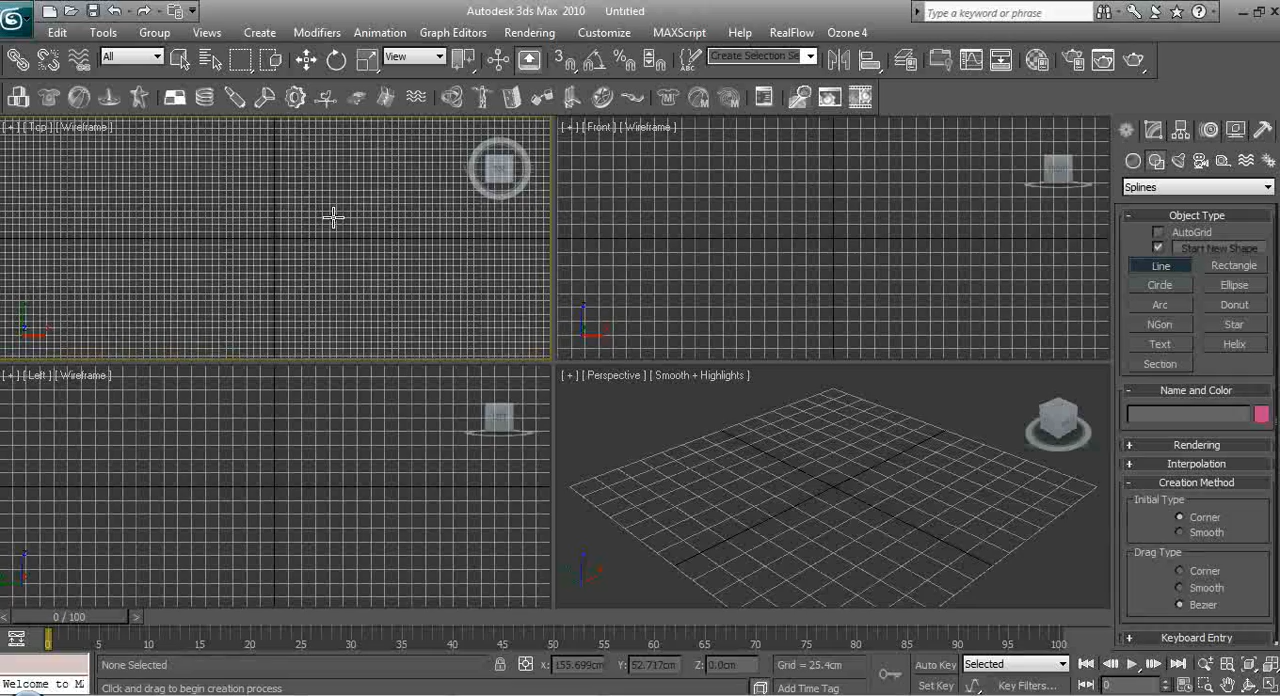 Autodesk 3ds Max 2010 Untitled
Type a keyword or phrase
Edit Tools Group Views Create Modifiers Animation Graph Editors Rendering Customize MAXScript Help RealFlow Ozone 4
All View 3 Create Selection Se
[ + ] [ Top ] [ Wireframe ]
[ + ] [ Front ] [ Wireframe ]
Splines
- Object Type
AutoGrid
Start New Shape
Line Rectangle
Circle Ellipse
Arc Donut
NGon Star
Text Helix
Section
[ + ] [ Left ] [ Wireframe ]
[ + ] [ Perspective ] [ Smooth + Highlights ]
- Name and Color
+ Rendering
+ Interpolation
- Creation Method
Initial Type
Corner
Smooth
Drag Type
Corner
Smooth
Bezier
+ Keyboard Entry
< 0 / 100 >
0 5 10 15 20 25 30 35 40 45 50 55 60 65 70 75 80 85 90 95 100
None Selected X: 155.699cm Y: 52.717cm Z: 0.0cm Grid = 25.4cm Auto Key Selected
Welcome to M
Click and drag to begin creation process Add Time Tag Set Key Key Filters... 0